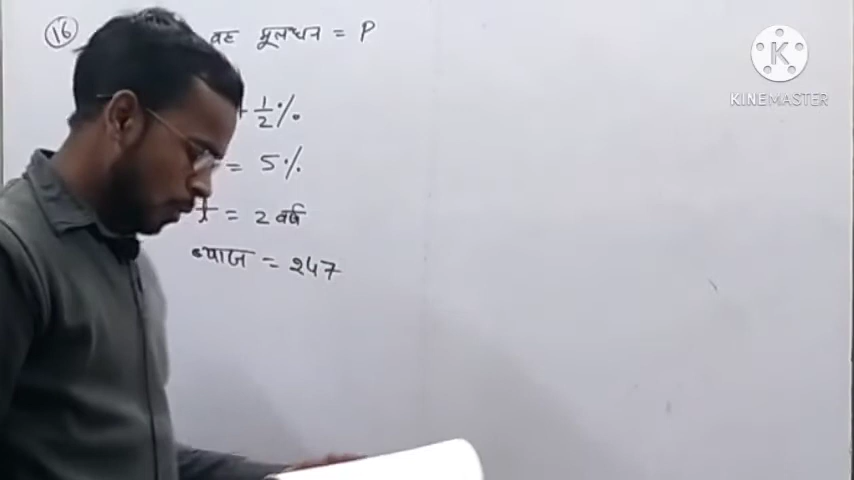 (16) वह मूलधन = P
1/2 %
= 5%
t = 2 वर्ष
ब्याज = 247
KINEMASTER